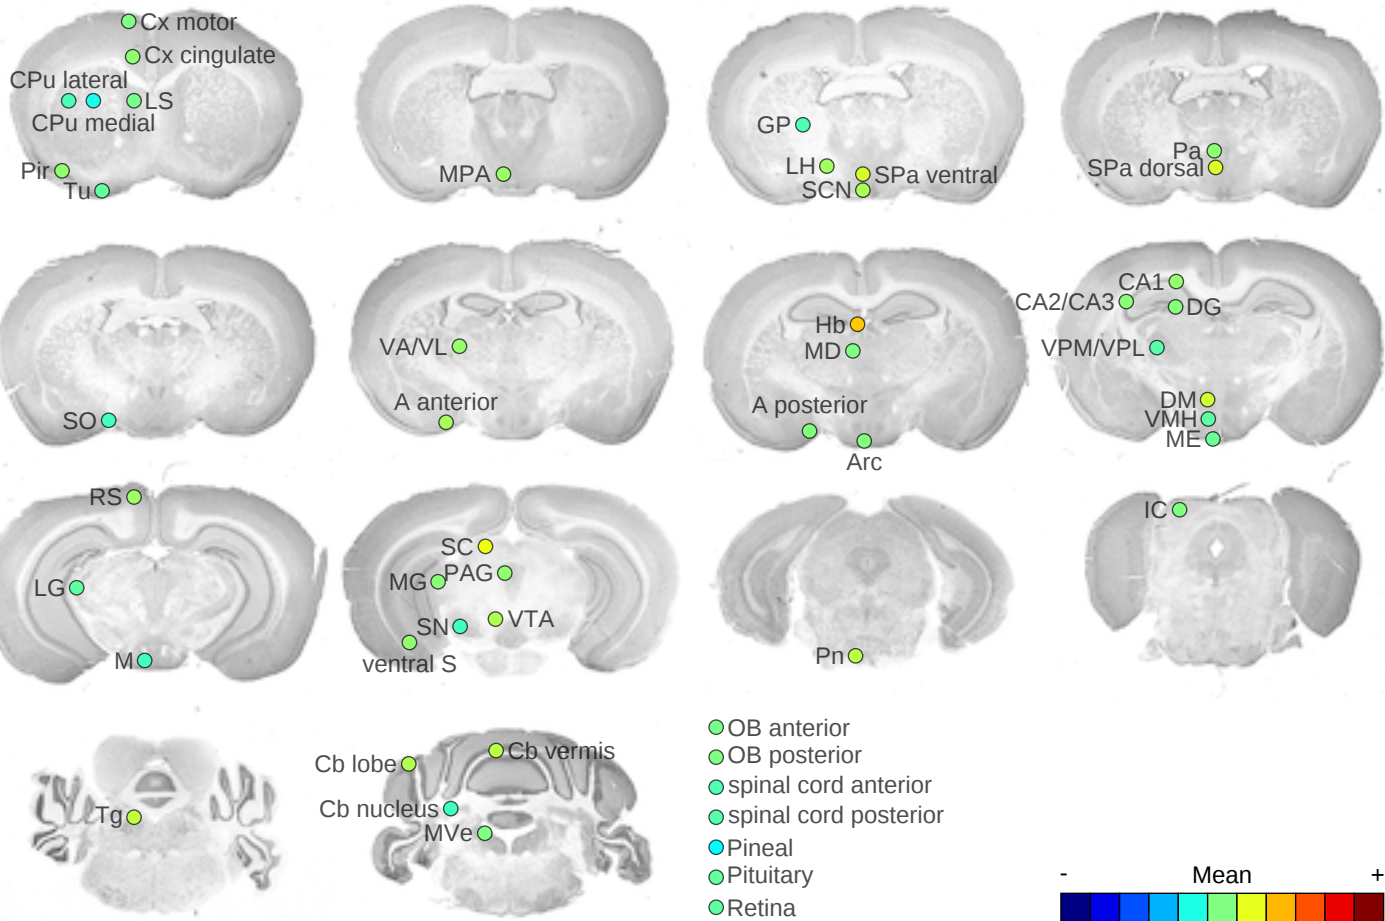 Cx motor
Cx cingulate
CPu lateral
LS
CPu medial
Pir
Tu
MPA
GP
LH
SPa ventral
SCN
Pa
SPa dorsal
SO
VA/VL
A anterior
Hb
MD
A posterior
Arc
CA1
CA2/CA3
DG
VPM/VPL
DM
VMH
ME
RS
LG
M
SC
MG
PAG
SN
VTA
ventral S
Pn
IC
Tg
Cb lobe
Cb vermis
Cb nucleus
MVe
OB anterior
OB posterior
spinal cord anterior
spinal cord posterior
Pineal
Pituitary
Retina
- Mean +